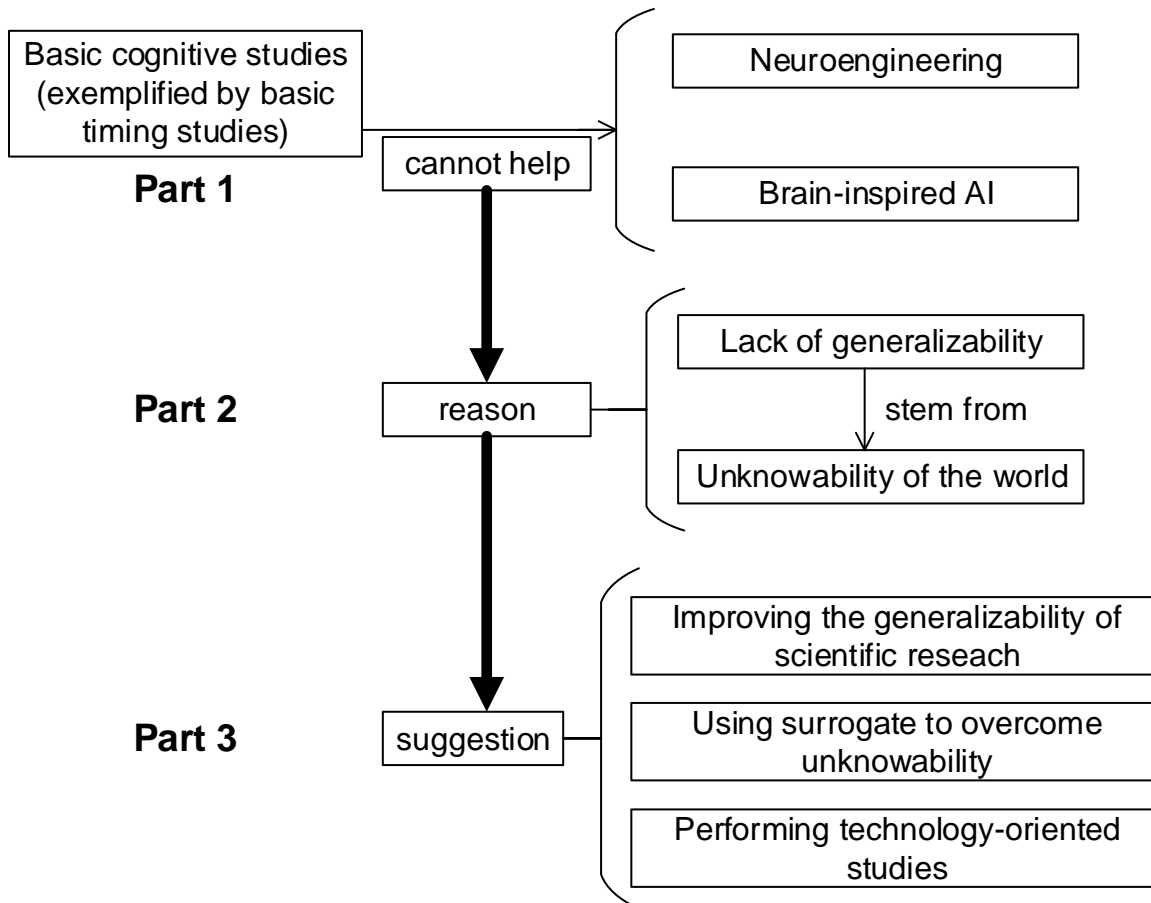 Basic cognitive studies
(exemplified by basic
timing studies)
Neuroengineering
cannot help
Part 1
Brain-inspired AI
Lack of generalizability
Part 2
reason
stem from
Unknowability of the world
Improving the generalizability of
scientific reseach
Part 3
suggestion
Using surrogate to overcome
unknowability
Performing technology-oriented
studies